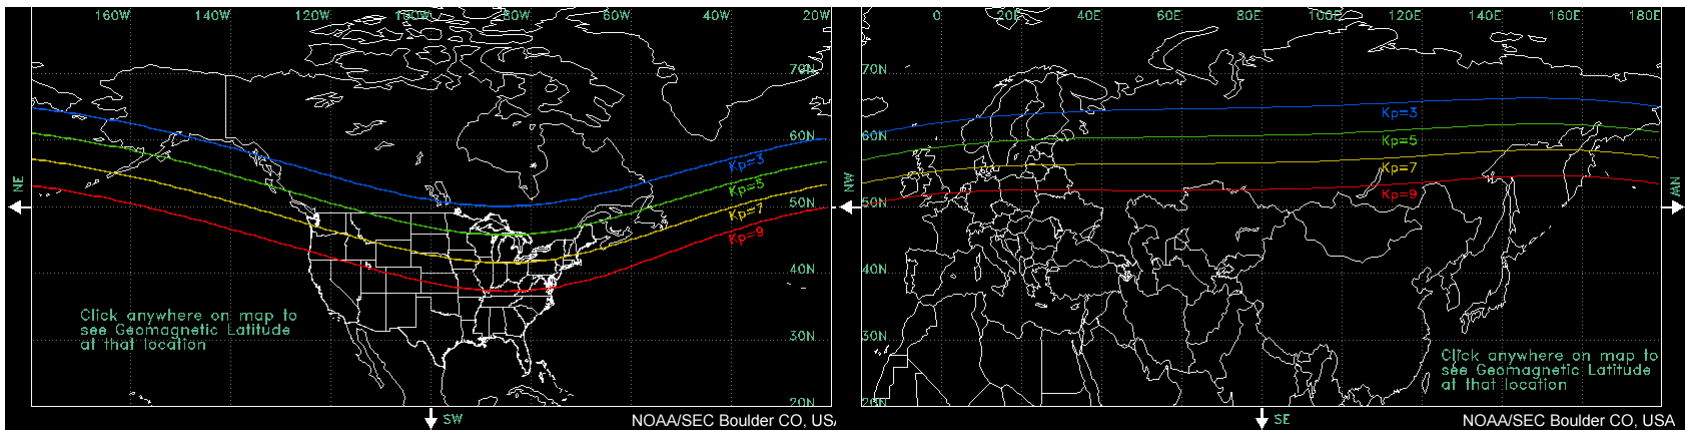 160W 140W 120W 100W 80W 60W 40W 20W
70N
60N
50N
40N
30N
20N
Kp=3
Kp=5
Kp=7
Kp=9
NE
Click anywhere on map to
see Geomagnetic Latitude
at that location
SW
NOAA/SEC Boulder CO, USA
0 20E 40E 60E 80E 100E 120E 140E 160E 180E
70N
60N
50N
40N
30N
20N
Kp=3
Kp=5
Kp=7
Kp=9
NW
NW
Click anywhere on map to
see Geomagnetic Latitude
at that location
SE
NOAA/SEC Boulder CO, USA